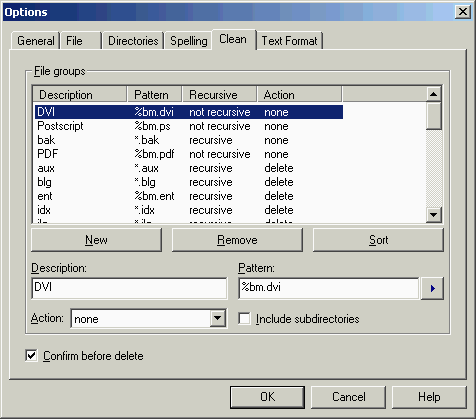 Options
General File Directories Spelling Clean Text Format
File groups
Description Pattern Recursive Action
DVI %bm.dvi not recursive none
Postscript %bm.ps not recursive none
bak *.bak recursive none
PDF %bm.pdf not recursive none
aux *.aux recursive delete
blg *.blg recursive delete
ent %bm.ent recursive delete
idx *.idx recursive delete
New Remove Sort
Description: Pattern:
DVI %bm.dvi
Action: none Include subdirectories
Confirm before delete
OK Cancel Help